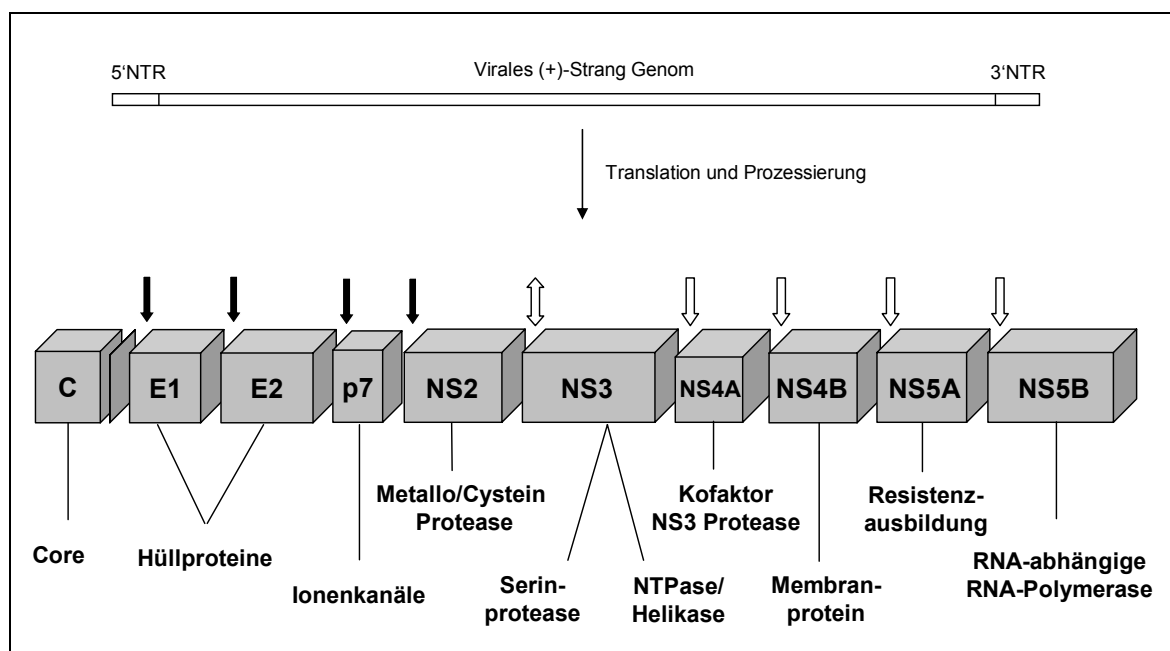 5‘NTR
Virales (+)-Strang Genom
3‘NTR
Translation und Prozessierung
C
E1
E2
p7
NS2
NS3
NS4A
NS4B
NS5A
NS5B
Core
Hüllproteine
Ionenkanäle
Metallo/Cystein
Protease
Serin-
protease
NTPase/
Helikase
Kofaktor
NS3 Protease
Membran-
protein
Resistenz-
ausbildung
RNA-abhängige
RNA-Polymerase